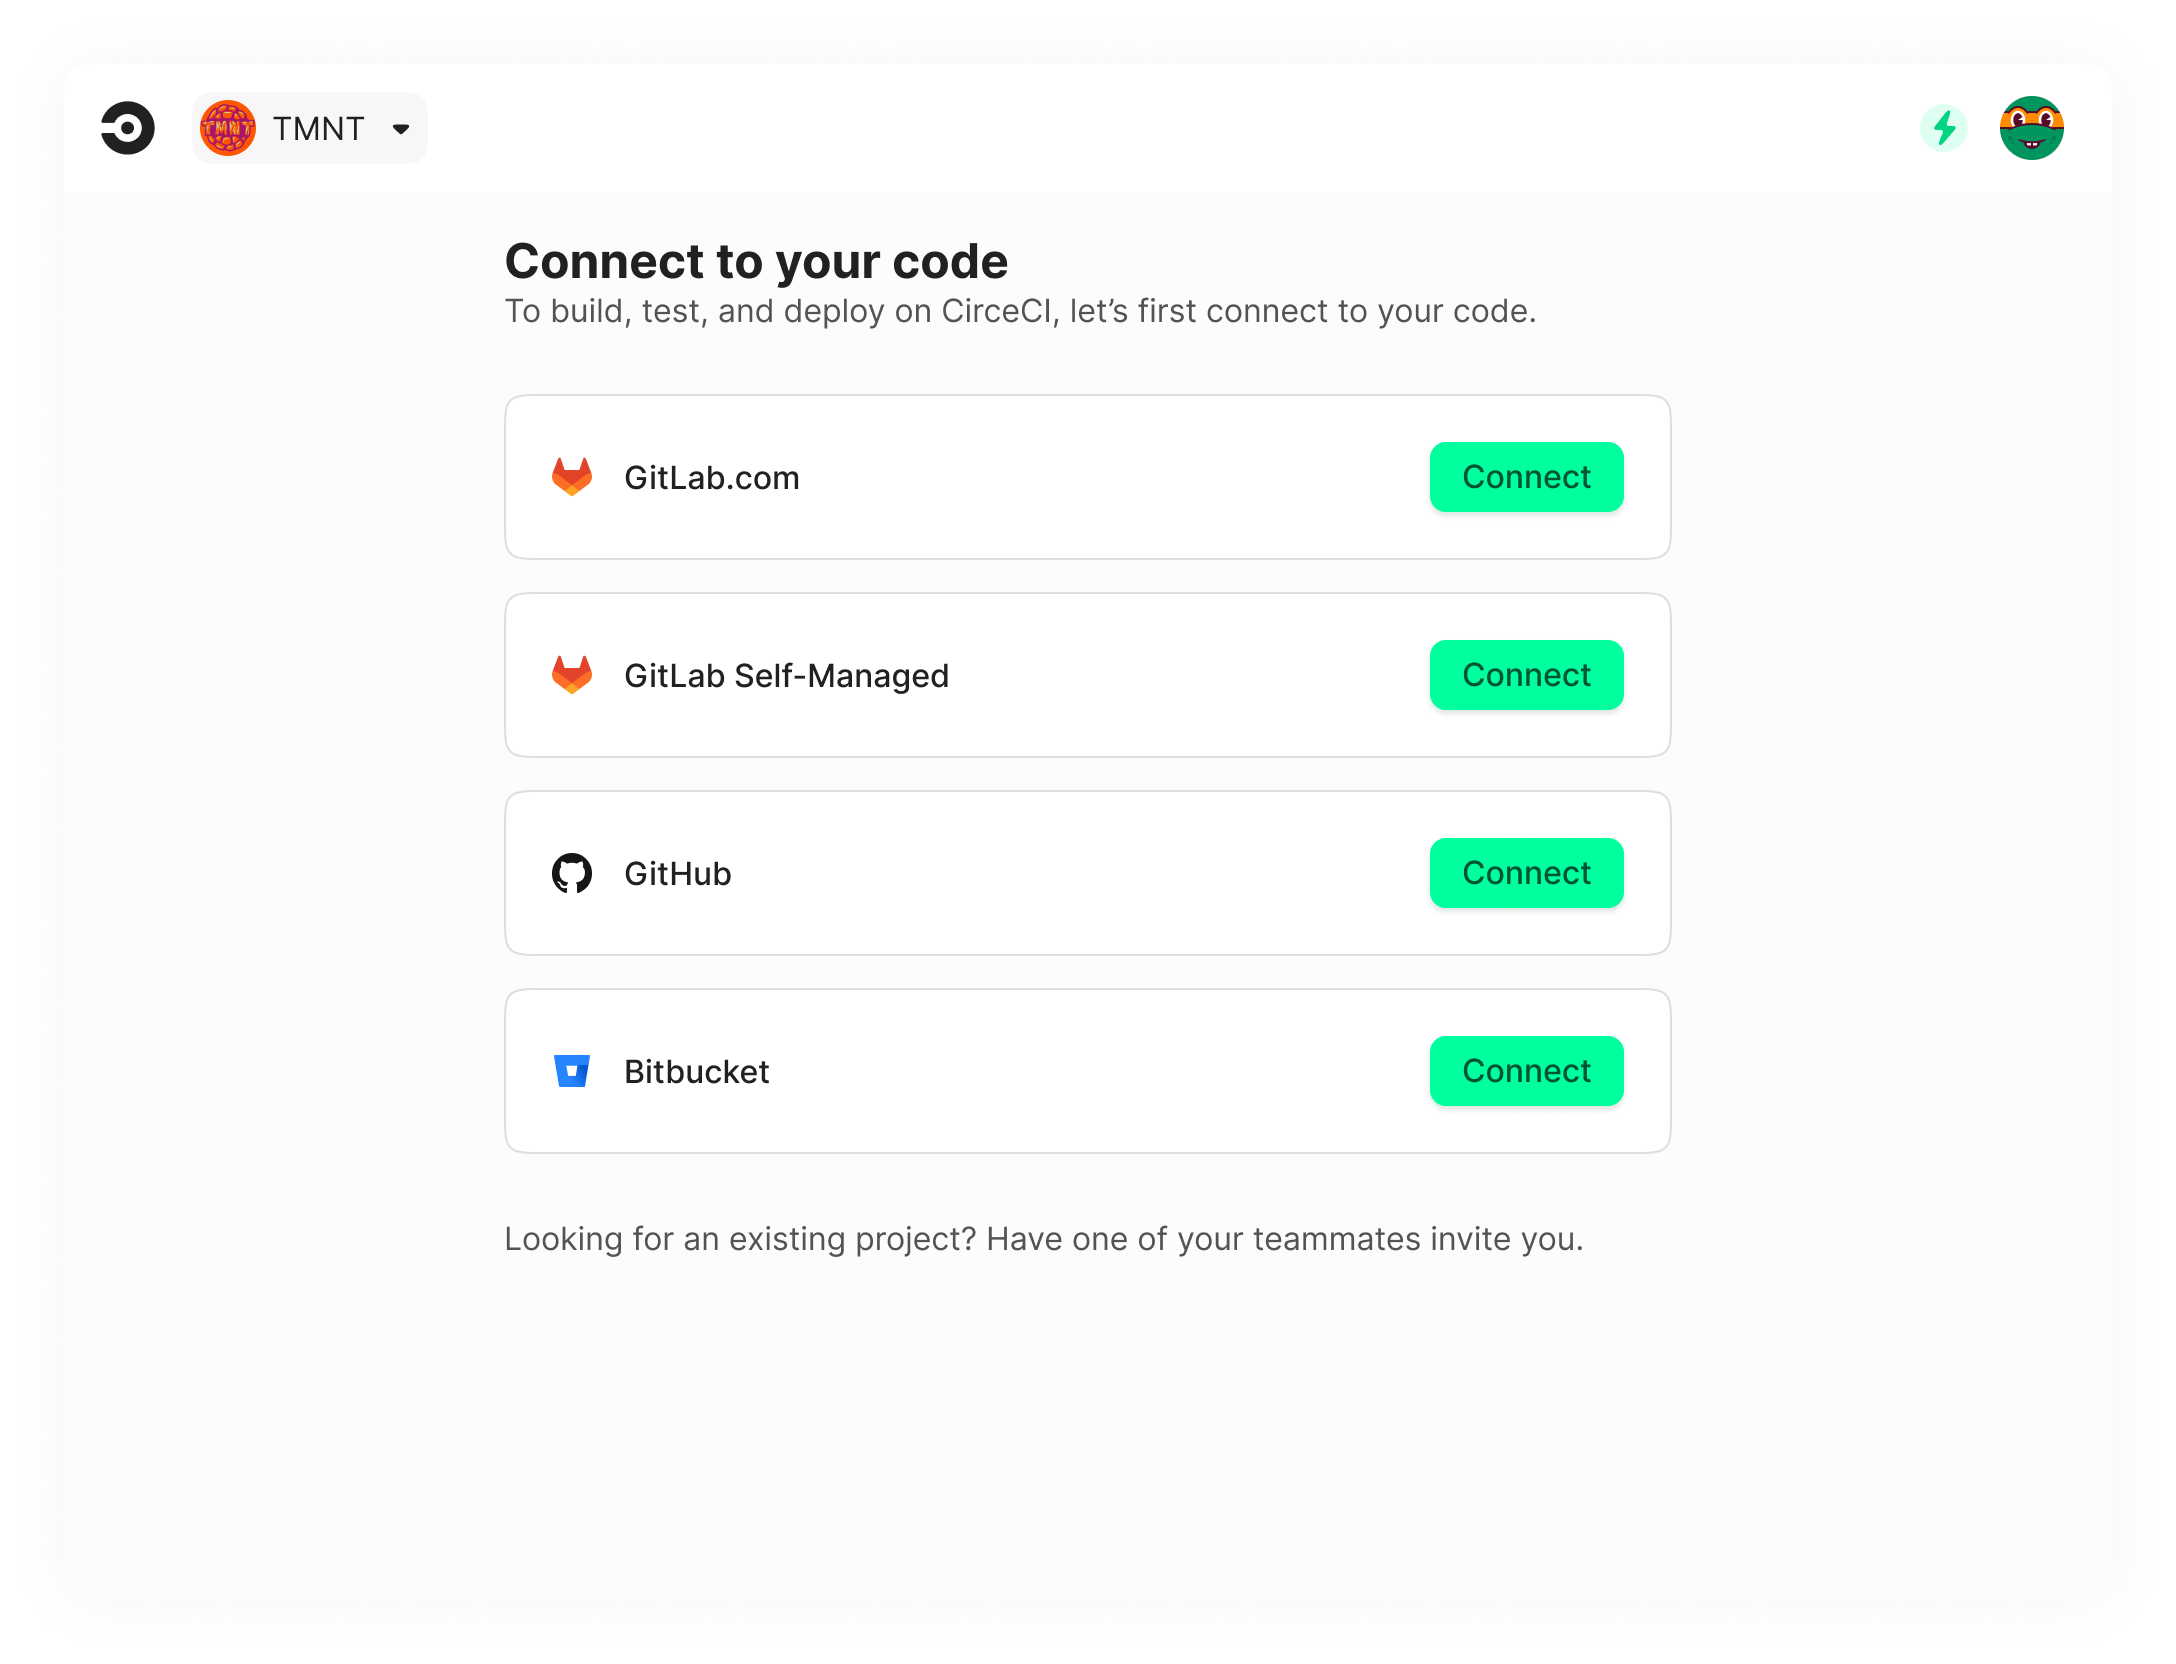 TMNT TMNT
Connect to your code
To build, test, and deploy on CirceCI, let’s first connect to your code.
GitLab.com Connect
GitLab Self-Managed Connect
GitHub Connect
Bitbucket Connect
Looking for an existing project? Have one of your teammates invite you.